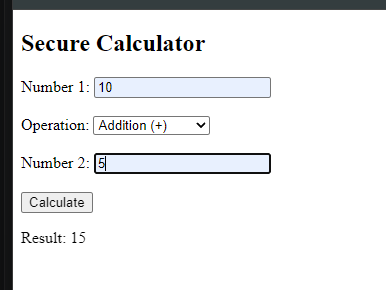 Secure Calculator
Number 1: 10
Operation: Addition (+)
Number 2: 5
Calculate
Result: 15